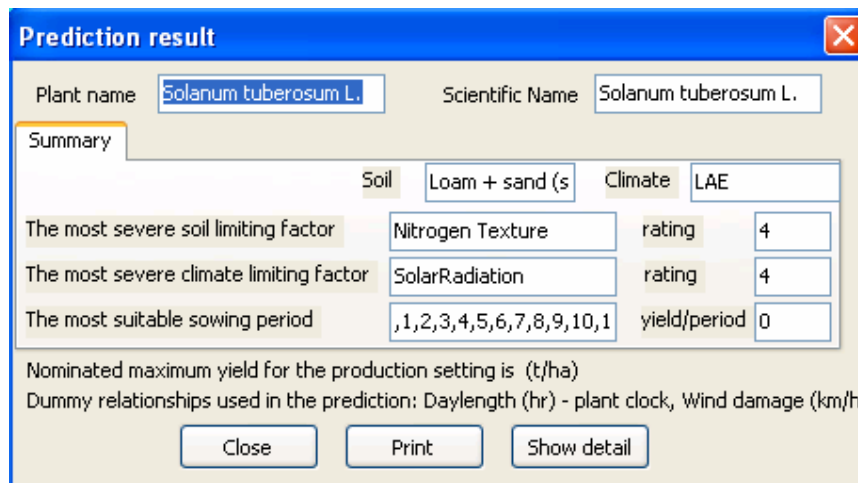 Prediction result
Plant name Solanum tuberosum L. Scientific Name Solanum tuberosum L.
Summary
Soil Loam + sand (s Climate LAE
The most severe soil limiting factor Nitrogen Texture rating 4
The most severe climate limiting factor SolarRadiation rating 4
The most suitable sowing period ,1,2,3,4,5,6,7,8,9,10,1 yield/period 0
Nominated maximum yield for the production setting is (t/ha)
Dummy relationships used in the prediction: Daylength (hr) - plant clock, Wind damage (km/h
Close Print Show detail